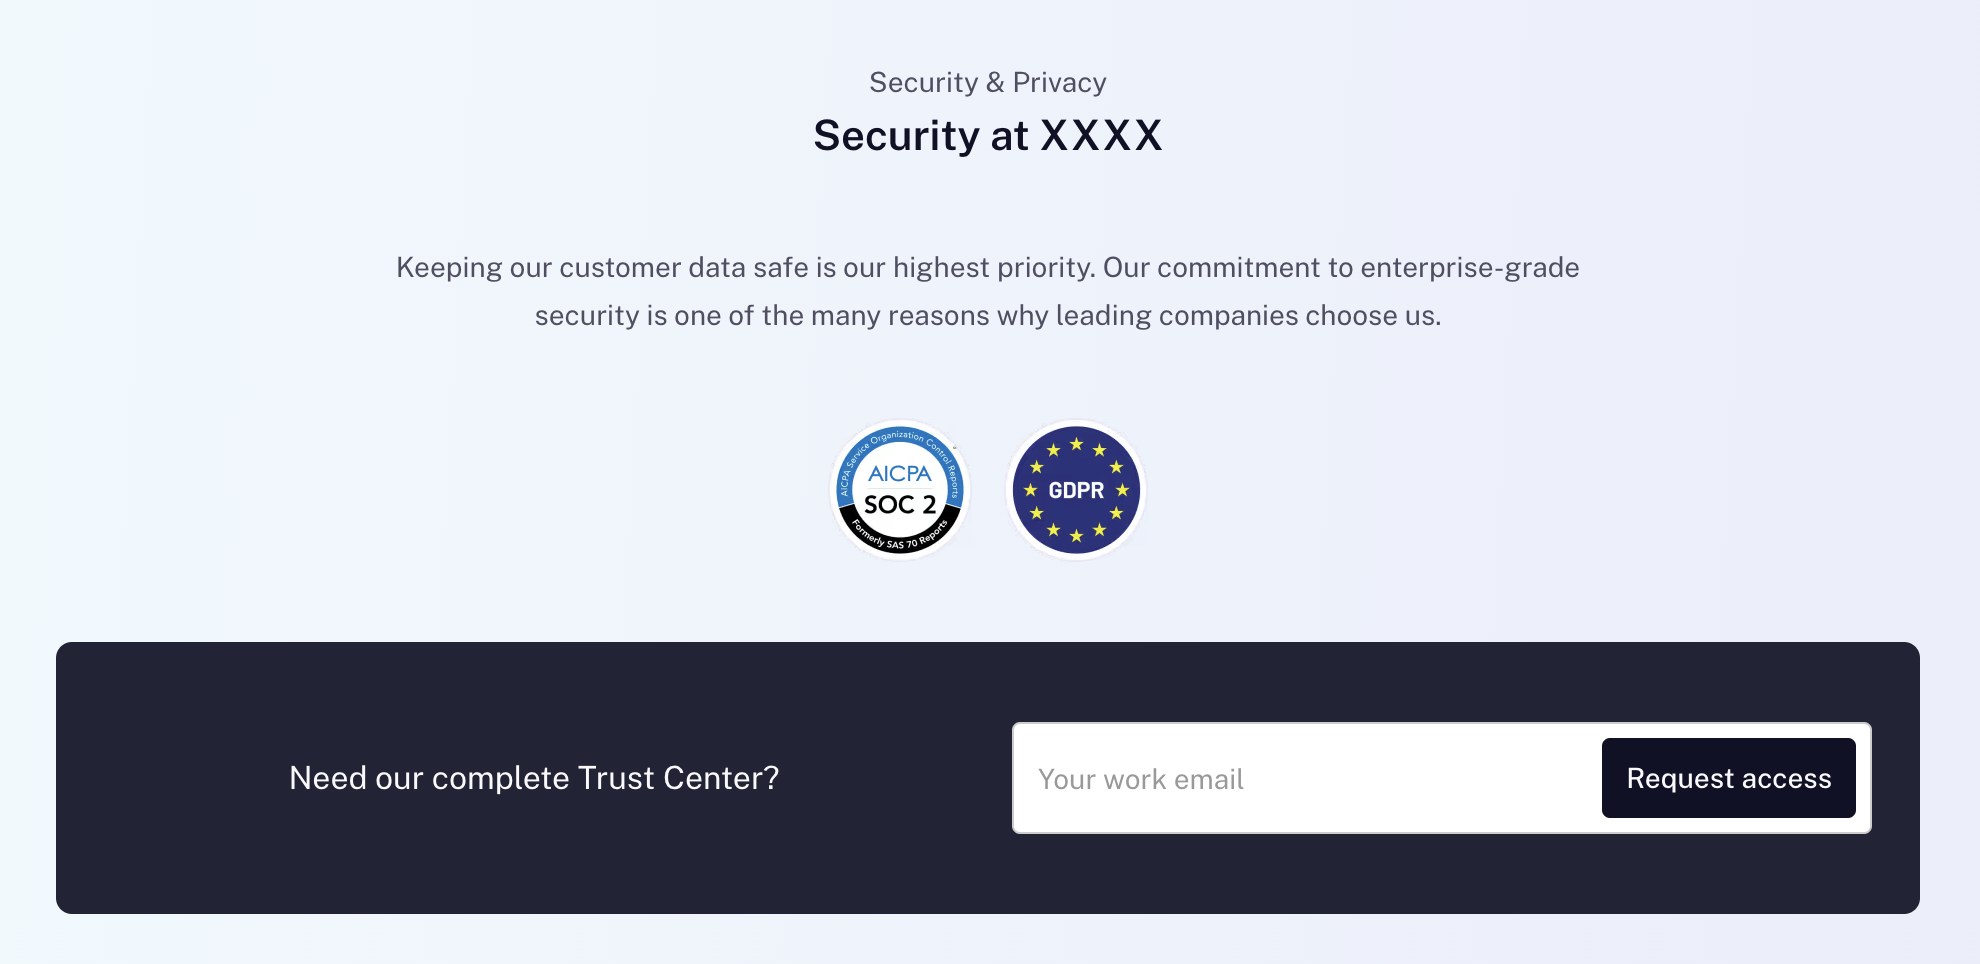 Security & Privacy
Security at XXXX
Keeping our customer data safe is our highest priority. Our commitment to enterprise-grade
security is one of the many reasons why leading companies choose us.
AICPA Service Organization Control Reports
AICPA
SOC 2
Formerly SAS 70 Reports
GDPR
Need our complete Trust Center?
Your work email
Request access